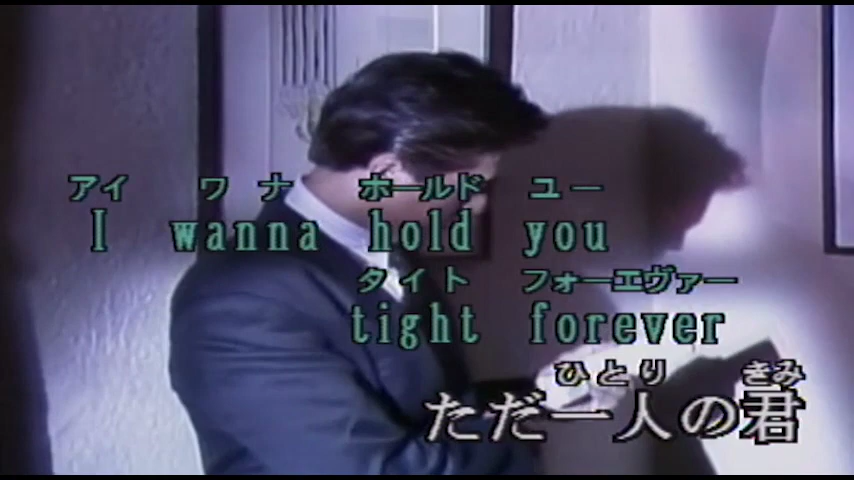 アイ ワナ ホールド ユー
I wanna hold you
タイト フォーエヴァー
tight forever
ひとり きみ
ただ一人の君